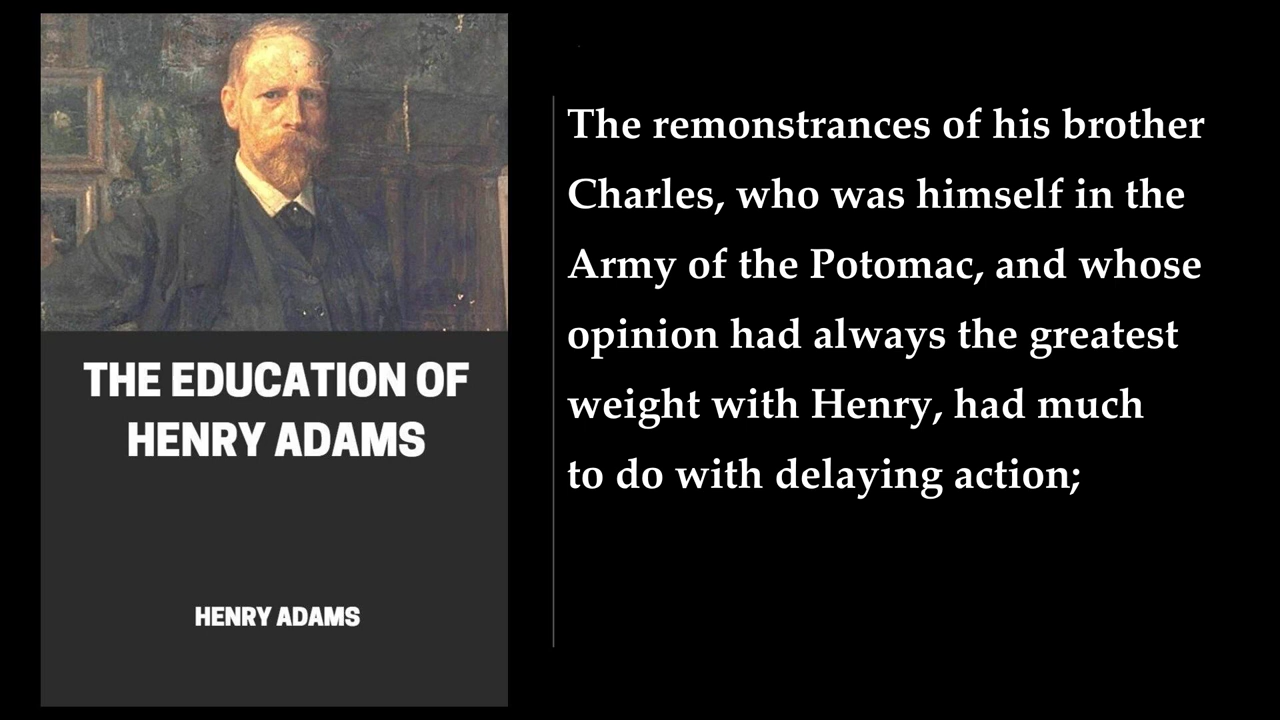 THE EDUCATION OF
HENRY ADAMS
HENRY ADAMS
The remonstrances of his brother
Charles, who was himself in the
Army of the Potomac, and whose
opinion had always the greatest
weight with Henry, had much
to do with delaying action;